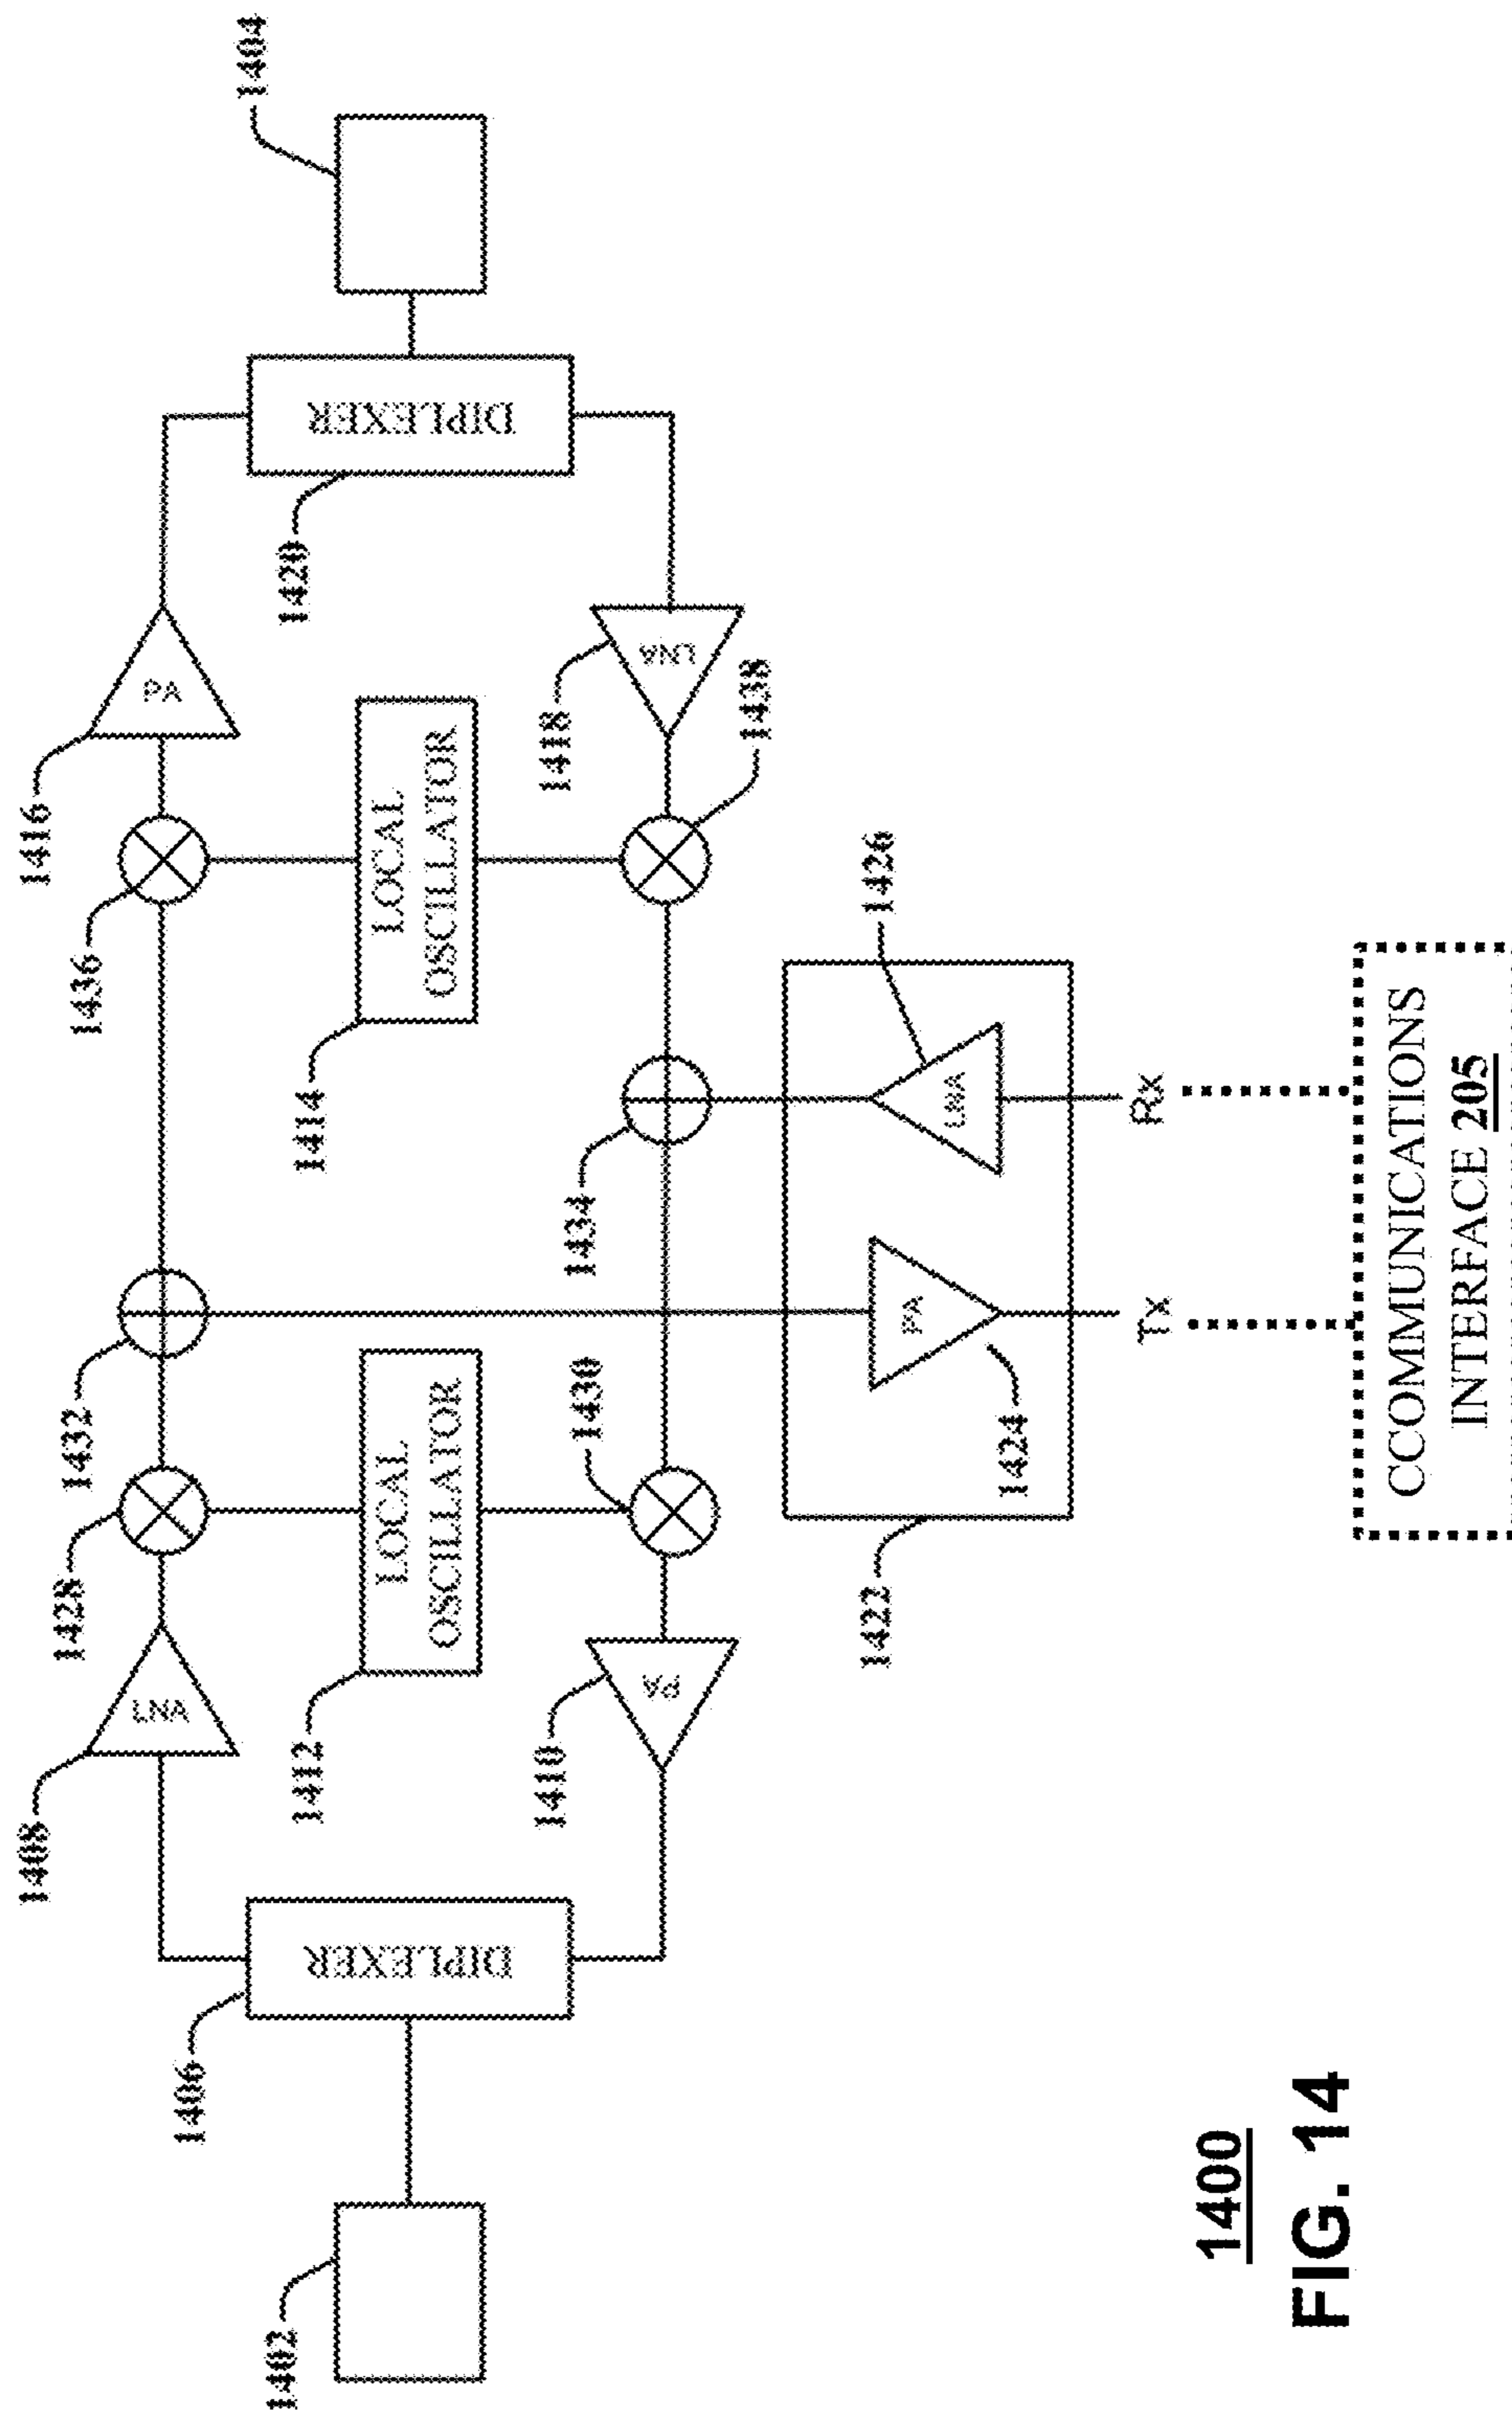 1408
1416
LNA
1428
1432
1436
PA
1404
1406
DIPLEXER
1412
LOCAL
OSCILLATOR
1414
LOCAL
OSCILLATOR
1420
DIPLEXER
1402
1410
PA
1430
1434
1418
LNA
1438
1422
PA
1424
LNA
1426
Tx
Rx
CCOMMUNICATIONS
INTERFACE 205
1400
FIG. 14